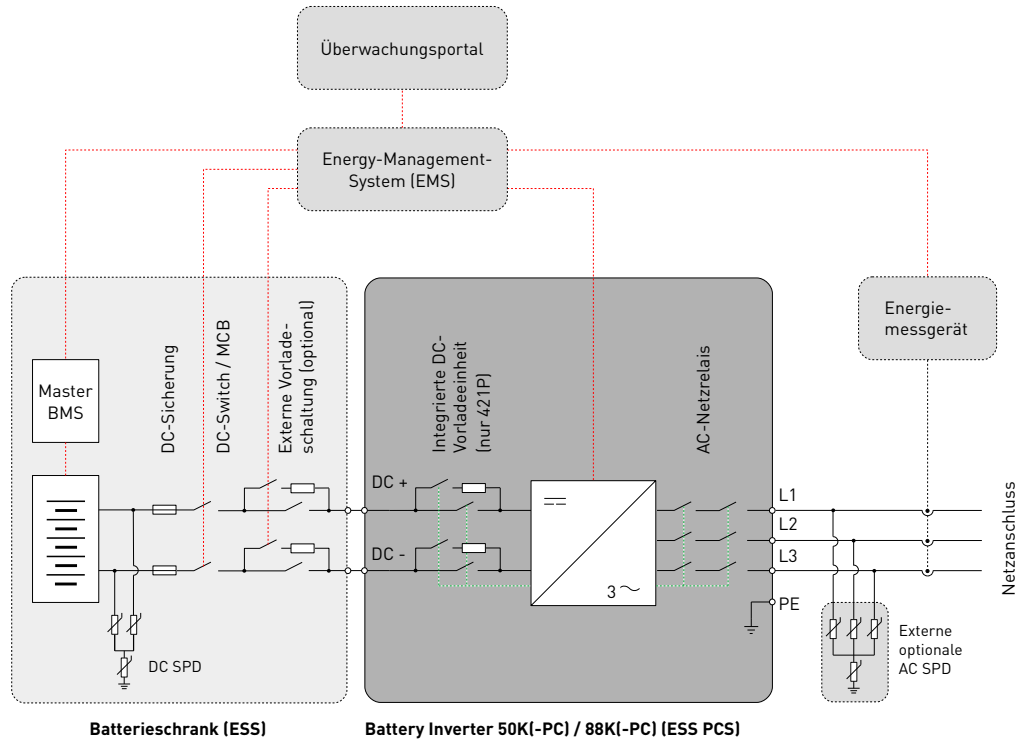 Überwachungsportal
Energy-Management-
System (EMS)
Energie-
messgerät
Master
BMS
DC-Sicherung
DC-Switch / MCB
Externe Vorlade-
schaltung (optional)
Integrierte DC-
Vorladeeinheit
(nur 421P)
AC-Netzrelais
DC +
DC -
L1
L2
L3
PE
3
Netzanschluss
DC SPD
Externe
optionale
AC SPD
Batterieschrank (ESS)
Battery Inverter 50K(-PC) / 88K(-PC) (ESS PCS)